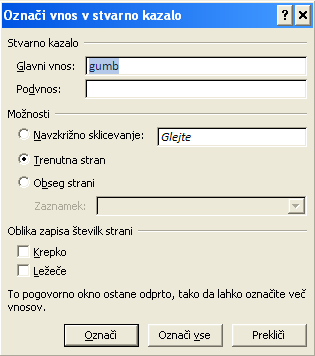 Označi vnos v stvarno kazalo
Stvarno kazalo
Glavni vnos: gumb
Podvnos:
Možnosti
Navzkrižno sklicevanje: Glejte
Trenutna stran
Obseg strani
Zaznamek:
Oblika zapisa številk strani
Krepko
Ležeče
To pogovorno okno ostane odprto, tako da lahko označite več
vnosov.
Označi Označi vse Prekliči